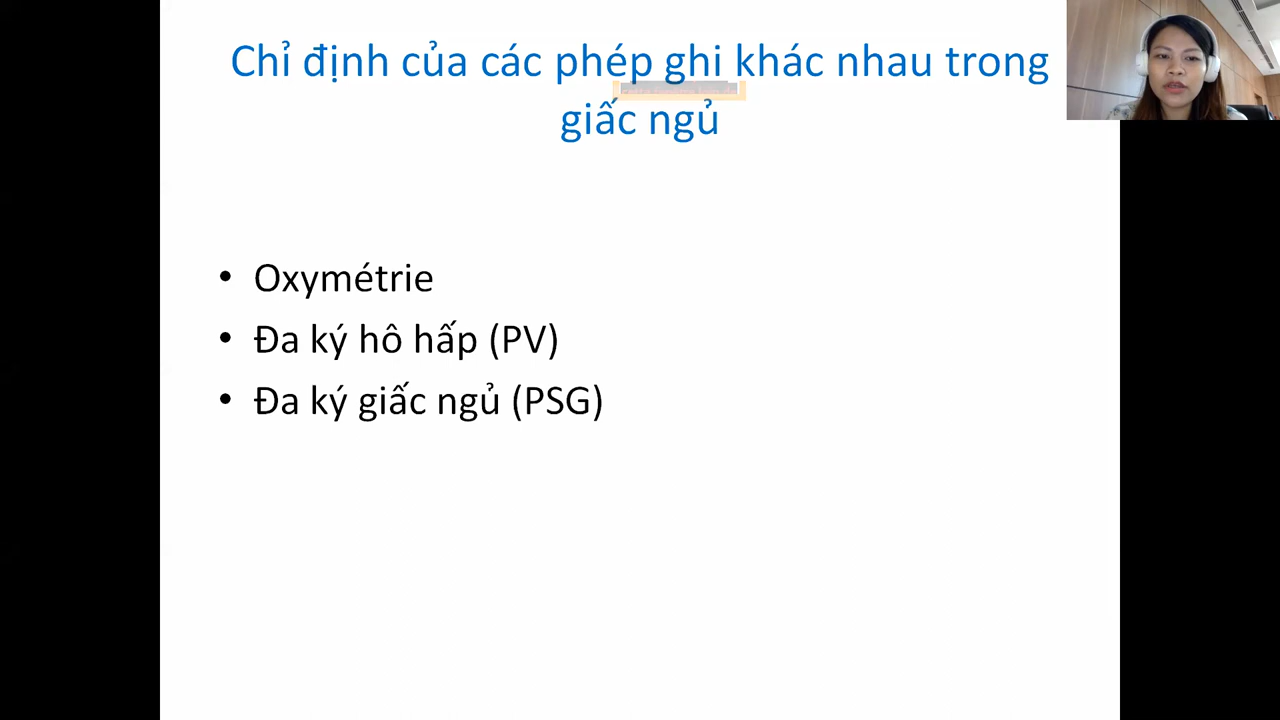 Chỉ định của các phép ghi khác nhau trong
giấc ngủ
• Oxymétrie
• Đa ký hô hấp (PV)
• Đa ký giấc ngủ (PSG)